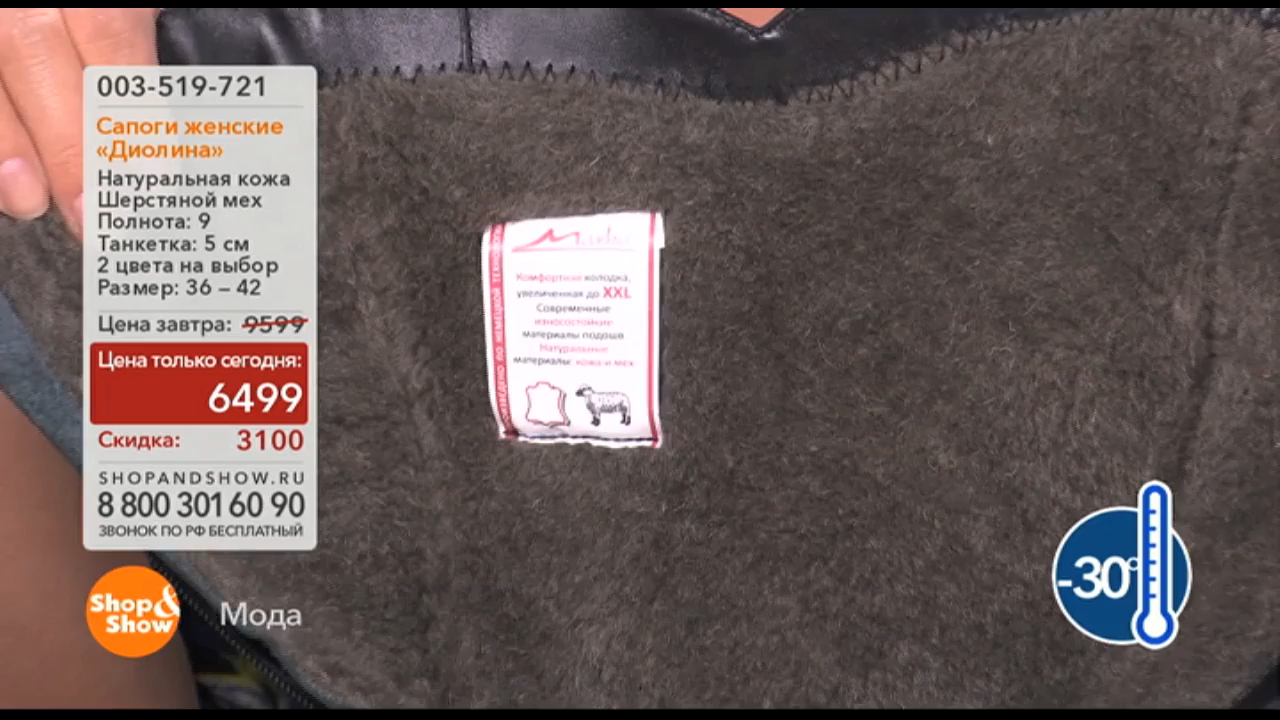 003-519-721
Сапоги женские
«Диолина»
Натуральная кожа
Шерстяной мех
Полнота: 9
Танкетка: 5 см
2 цвета на выбор
Размер: 36 – 42
Цена завтра: 9599
Цена только сегодня:
6499
Скидка: 3100
SHOPANDSHOW.RU
8 800 301 60 90
ЗВОНОК ПО РФ БЕСПЛАТНЫЙ
Shop&
Show
Мода
Комфортная колодка,
увеличенная до XXL
Современные
износостойкие
материалы подошв
Натуральные
материалы: кожа и мех
ПО НЕМЕЦКОЙ
-30°